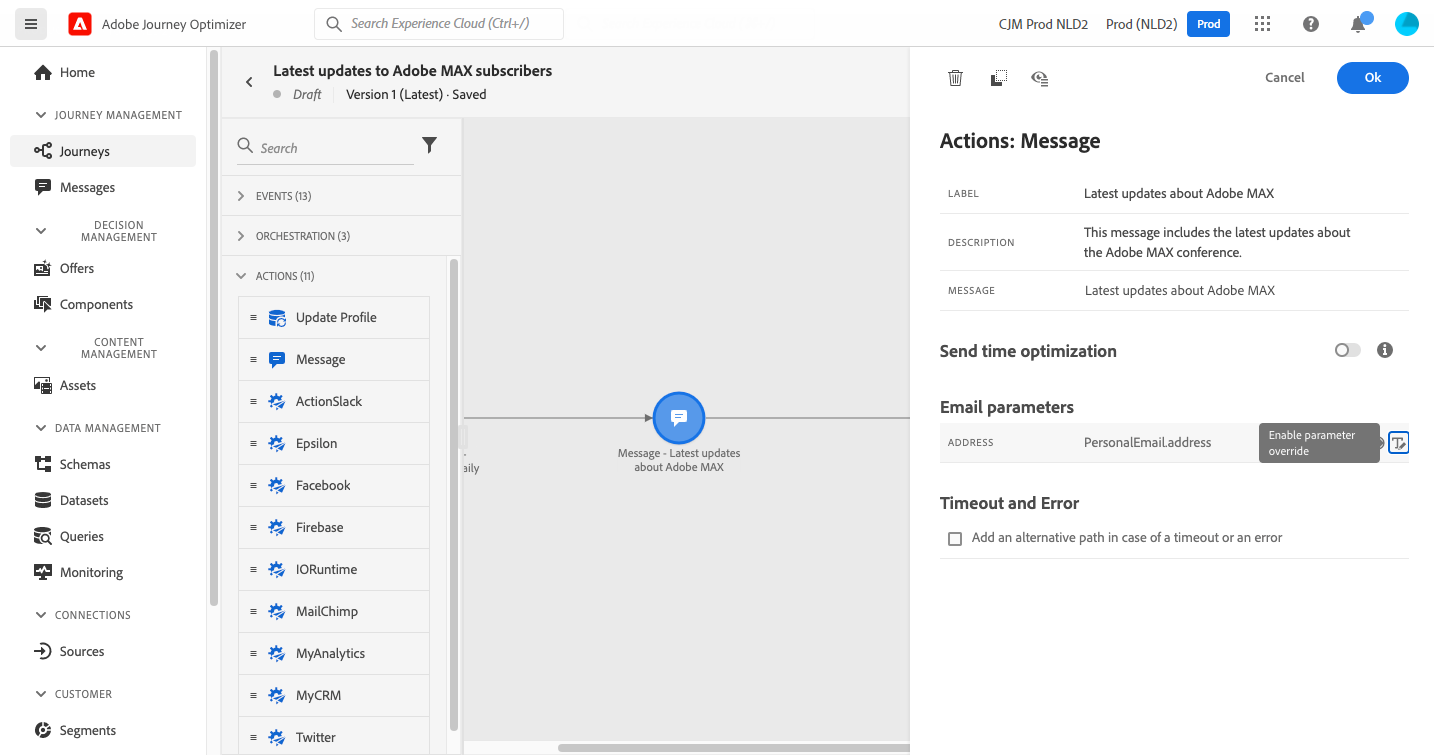 Adobe Journey Optimizer
Search Experience Cloud (Ctrl+/)
CJM Prod NLD2
Prod (NLD2)
Prod
Home
JOURNEY MANAGEMENT
Journeys
Messages
DECISION
MANAGEMENT
Offers
Components
CONTENT
MANAGEMENT
Assets
DATA MANAGEMENT
Schemas
Datasets
Queries
Monitoring
CONNECTIONS
Sources
CUSTOMER
Segments
Latest updates to Adobe MAX subscribers
Draft
Version 1 (Latest) · Saved
Search
EVENTS (13)
ORCHESTRATION (3)
ACTIONS (11)
Update Profile
Message
ActionSlack
Epsilon
Facebook
Firebase
IORuntime
MailChimp
MyAnalytics
MyCRM
Twitter
aily
Message - Latest updates
about Adobe MAX
Cancel
Ok
Actions: Message
LABEL
Latest updates about Adobe MAX
DESCRIPTION
This message includes the latest updates about
the Adobe MAX conference.
MESSAGE
Latest updates about Adobe MAX
Send time optimization
Email parameters
ADDRESS
PersonalEmail.address
Enable parameter
override
Timeout and Error
Add an alternative path in case of a timeout or an error